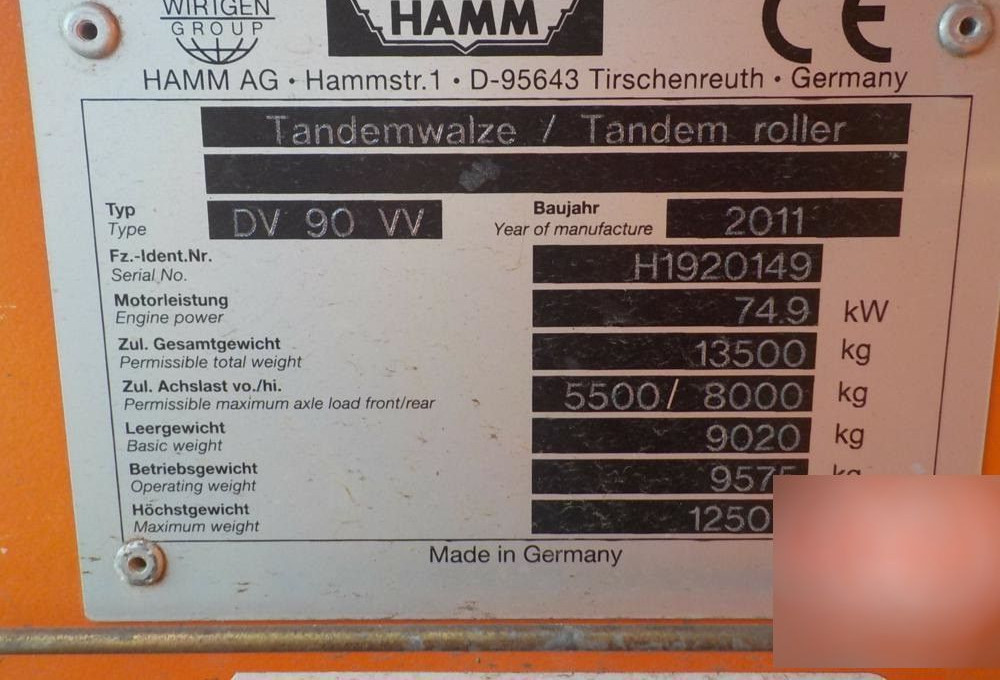 WIRTGEN
GROUP
HAMM
CE
HAMM AG · Hammstr.1 · D-95643 Tirschenreuth · Germany
Tandemwalze / Tandem roller
Typ
Type
DV 90 VV
Baujahr
Year of manufacture
2011
Fz.-Ident.Nr.
Serial No.
H1920149
Motorleistung
Engine power
74.9 kW
Zul. Gesamtgewicht
Permissible total weight
13500 kg
Zul. Achslast vo./hi.
Permissible maximum axle load front/rear
5500/ 8000 kg
Leergewicht
Basic weight
9020 kg
Betriebsgewicht
Operating weight
9575 kg
Höchstgewicht
Maximum weight
Made in Germany